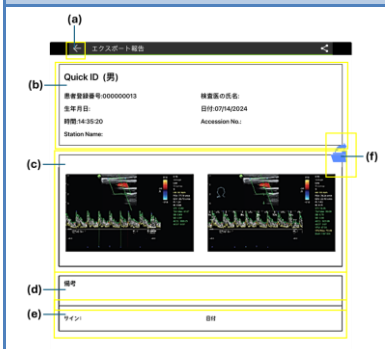 (a)
エクスポート報告
(b)
Quick ID (男)
患者登録番号:000000013 検査医の氏名:
生年月日: 日付:07/14/2024
時間:14:35:20 Accession No.:
Station Name:
(c)
(f)
(d)
備考
(e)
サイン: 日付